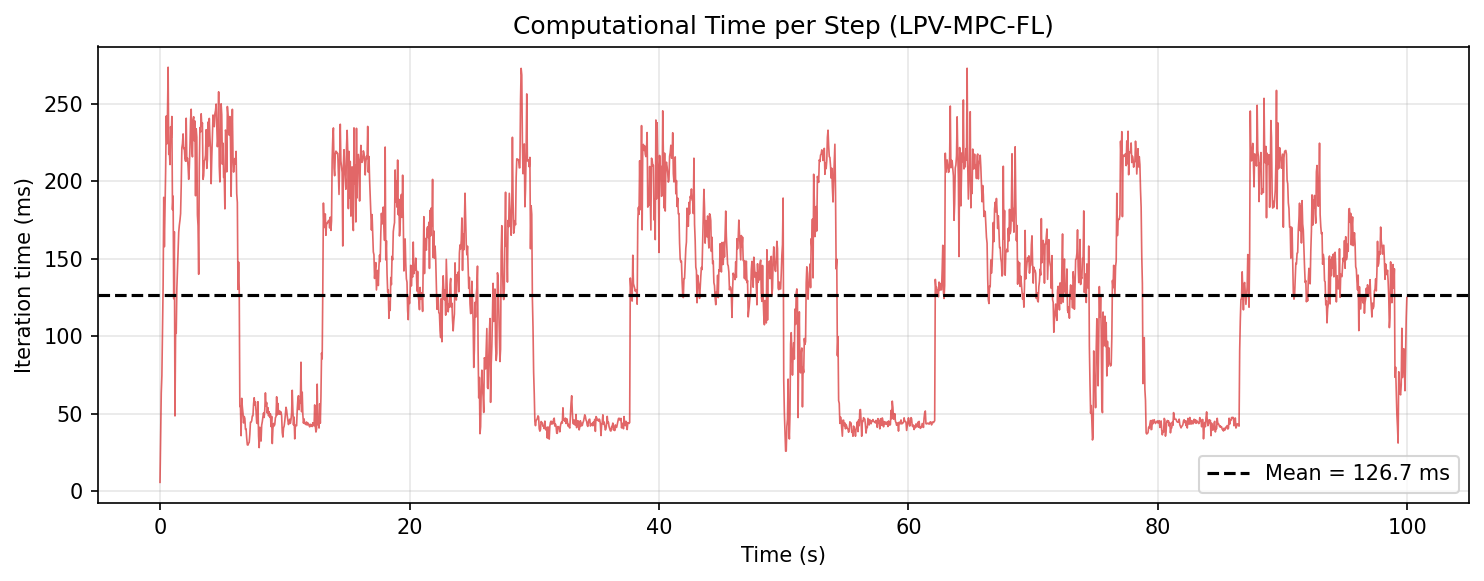 Computational Time per Step (LPV-MPC-FL)
Iteration time (ms)
250
200
150
100
50
0
Mean = 126.7 ms
0 20 40 60 80 100
Time (s)